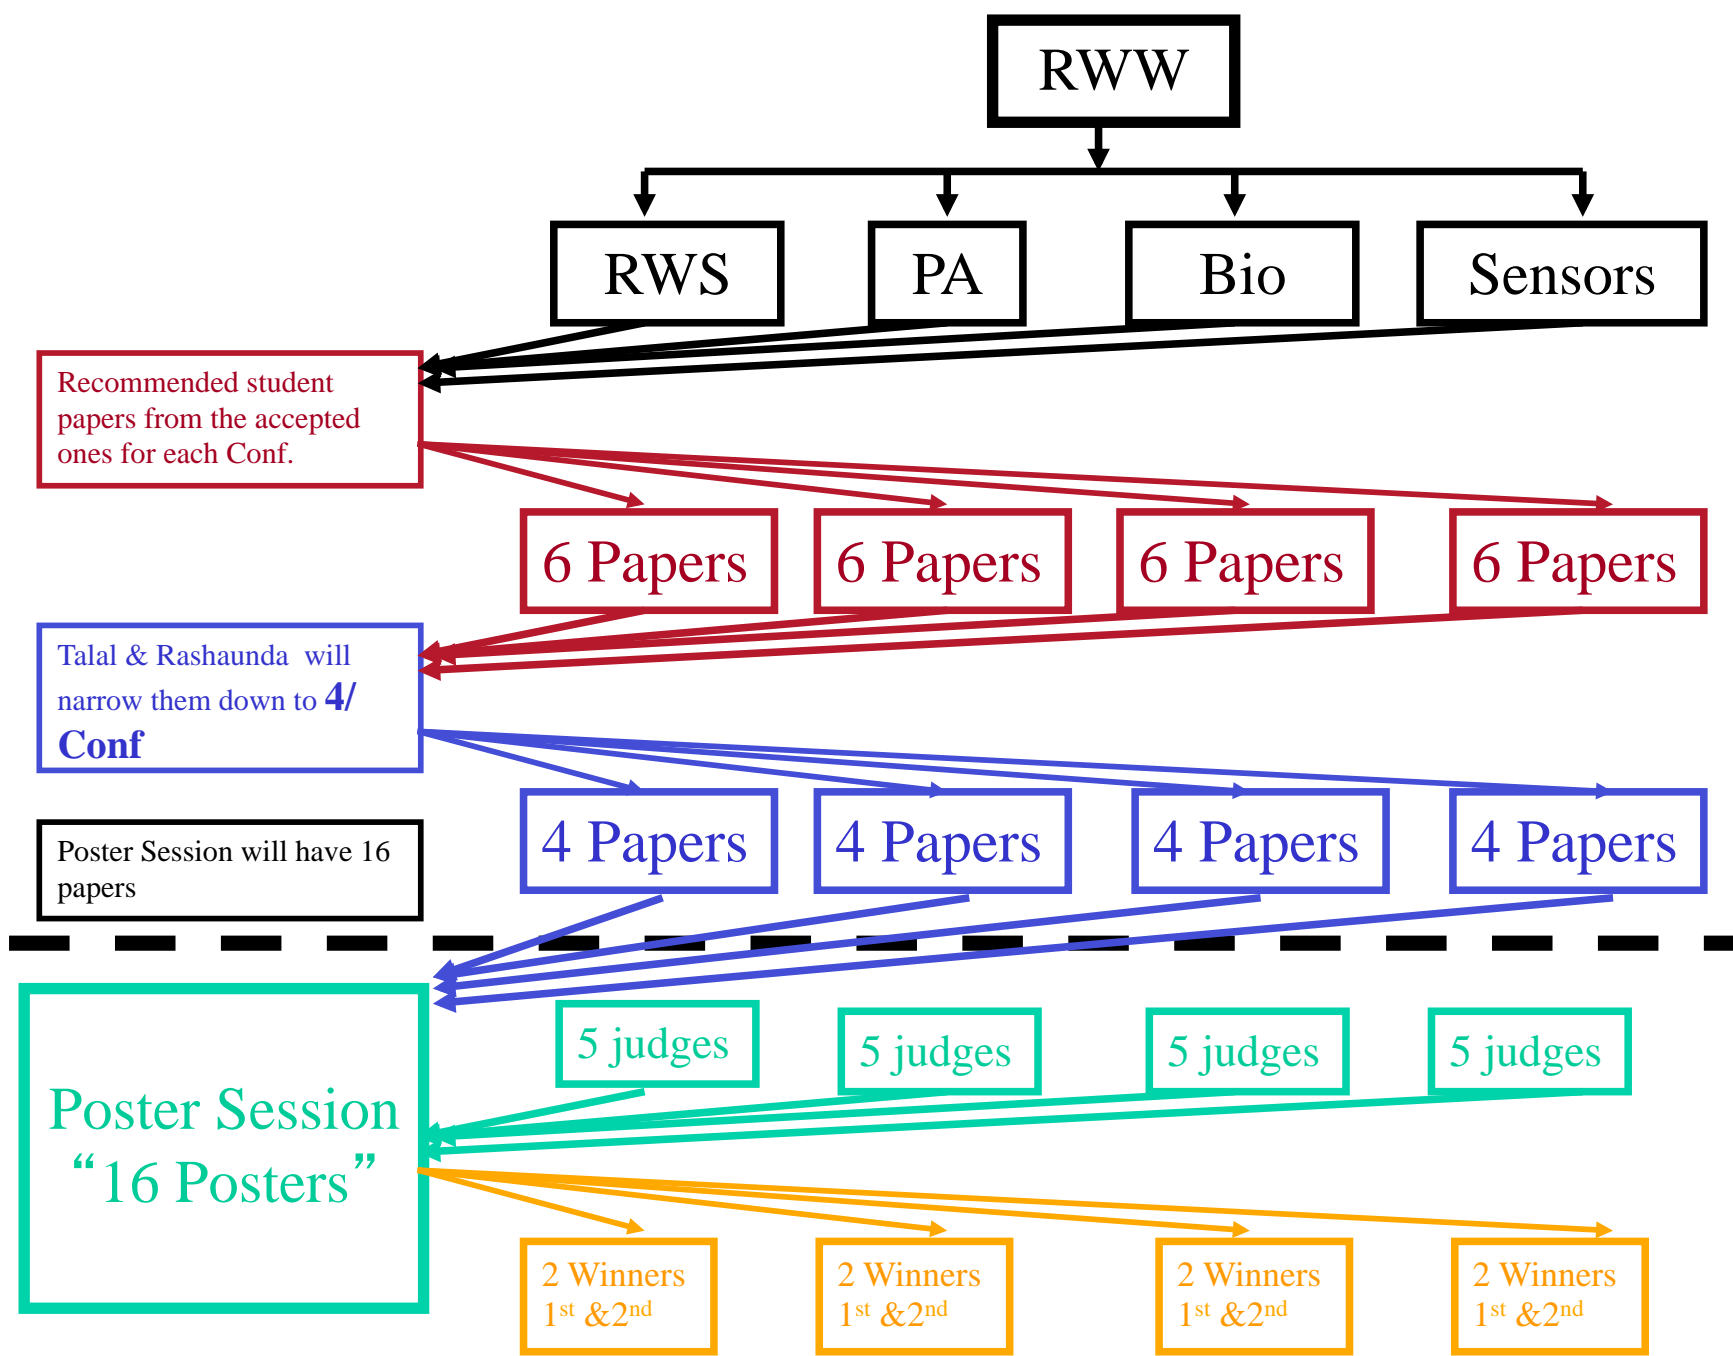 RWW
RWS
PA
Bio
Sensors
Recommended student
papers from the accepted
ones for each Conf.
6 Papers
6 Papers
6 Papers
6 Papers
Talal & Rashaunda will
narrow them down to 4/
Conf
4 Papers
4 Papers
4 Papers
4 Papers
Poster Session will have 16
papers
5 judges
5 judges
5 judges
5 judges
Poster Session
“16 Posters”
2 Winners
1st &2nd
2 Winners
1st &2nd
2 Winners
1st &2nd
2 Winners
1st &2nd